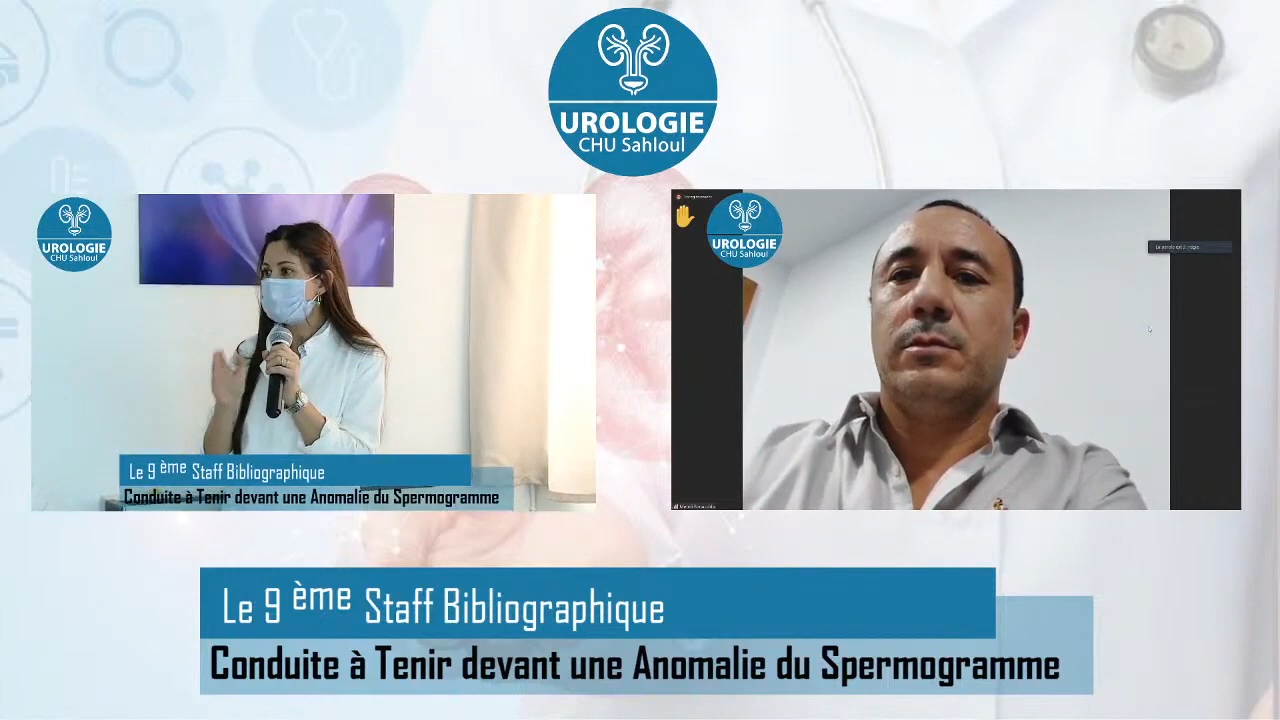 UROLOGIE
CHU Sahloul
UROLOGIE
CHU Sahloul
Le 9 ème Staff Bibliographique
Conduite à Tenir devant une Anomalie du Spermogramme
UROLOGIE
CHU Sahloul
Le 9 ème Staff Bibliographique
Conduite à Tenir devant une Anomalie du Spermogramme